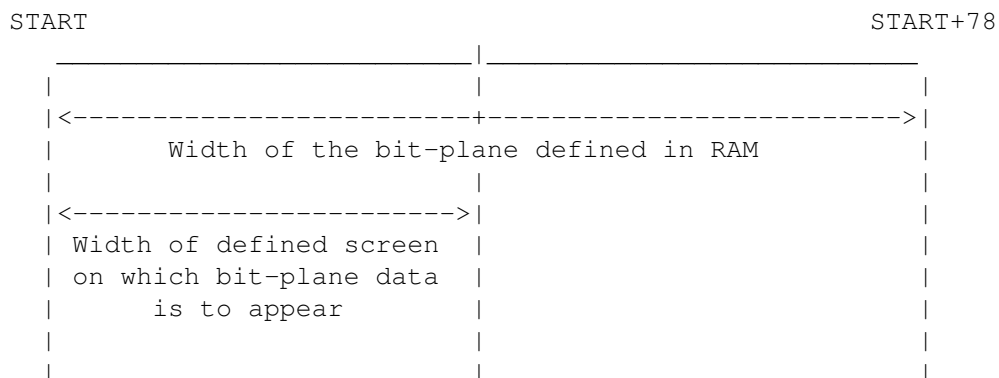 START START+78
Width of the bit-plane defined in RAM
Width of defined screen
on which bit-plane data
is to appear